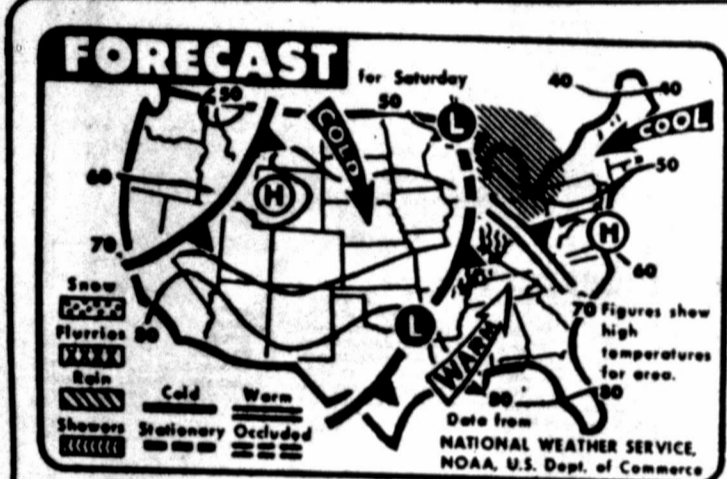 FORECAST
for Saturday
50
50
40
40
COLD
L
COOL
60
H
50
H
70
60
Snow
80
L
70
Figures show
high
temperatures
for area.
Flurries
WARM
Rain
Cold
Warm
80
80
Showers
Stationary
Occluded
Data from
NATIONAL WEATHER SERVICE,
NOAA, U.S. Dept. of Commerce